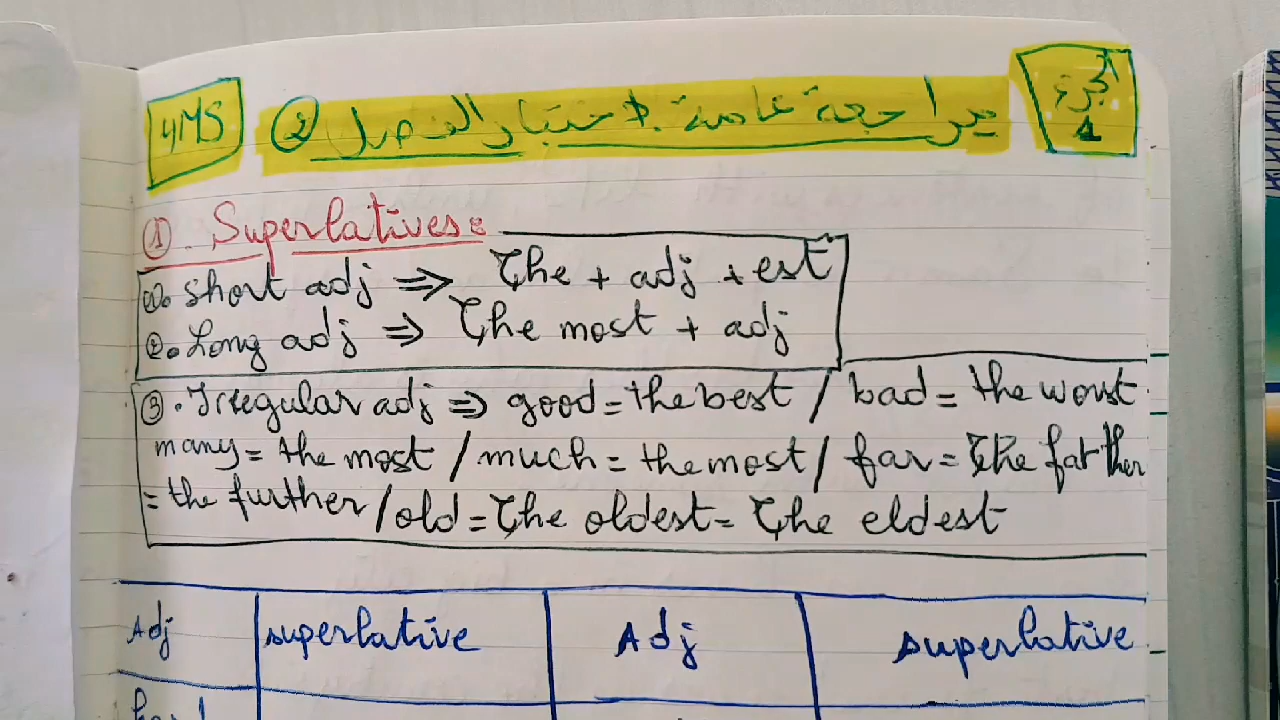 4MS
مراجعة عامة لاختبار الفصل ②
الجزء 1
①. Superlatives:
①. Short adj ⇒ The + adj + est
②. Long adj ⇒ The most + adj
③. Irregular adj ⇒ good = the best / bad = the worst
many = the most / much = the most / far = The farther
= the further / old = The oldest = The eldest
Adj superlative Adj superlative